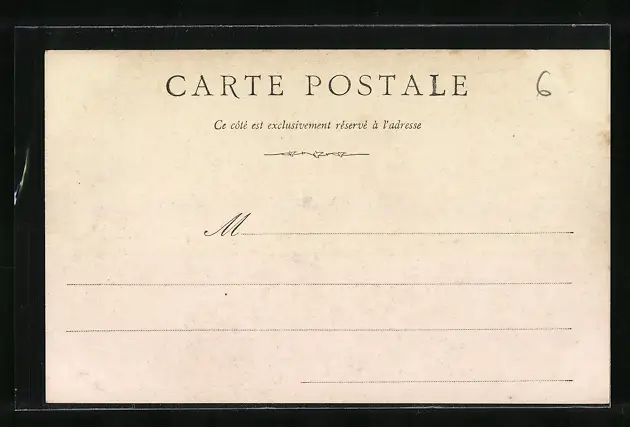 CARTE POSTALE
6
Ce côté est exclusivement réservé à l'adresse
M